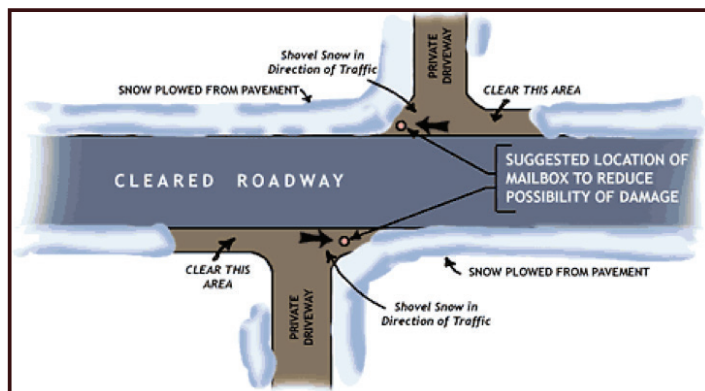 Shovel Snow in
Direction of Traffic
PRIVATE
DRIVEWAY
SNOW PLOWED FROM PAVEMENT
CLEAR THIS AREA
CLEARED ROADWAY
SUGGESTED LOCATION OF
MAILBOX TO REDUCE
POSSIBILITY OF DAMAGE
CLEAR THIS
AREA
SNOW PLOWED FROM PAVEMENT
PRIVATE
DRIVEWAY
Shovel Snow in
Direction of Traffic